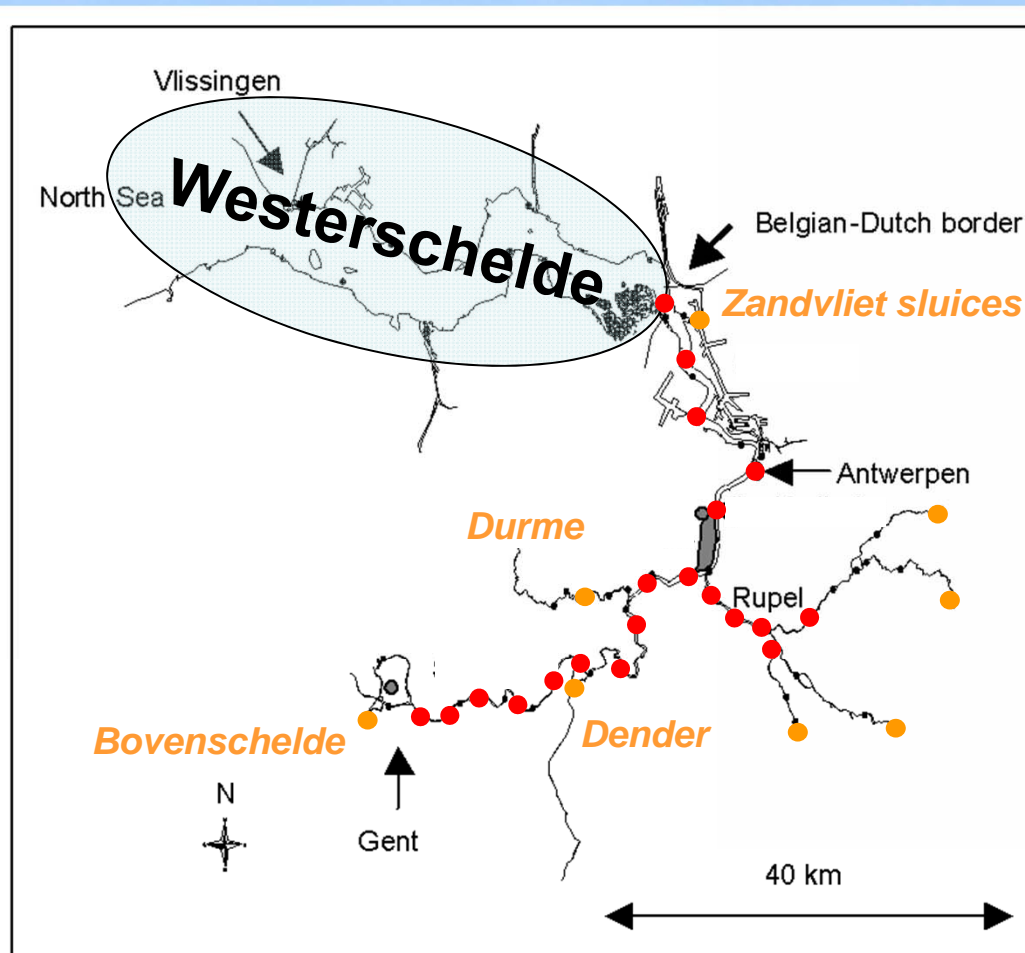 Vlissingen
North Sea
Westerschelde
Belgian-Dutch border
Zandvliet sluices
Antwerpen
Durme
Rupel
Bovenschelde
Dender
N
Gent
40 km